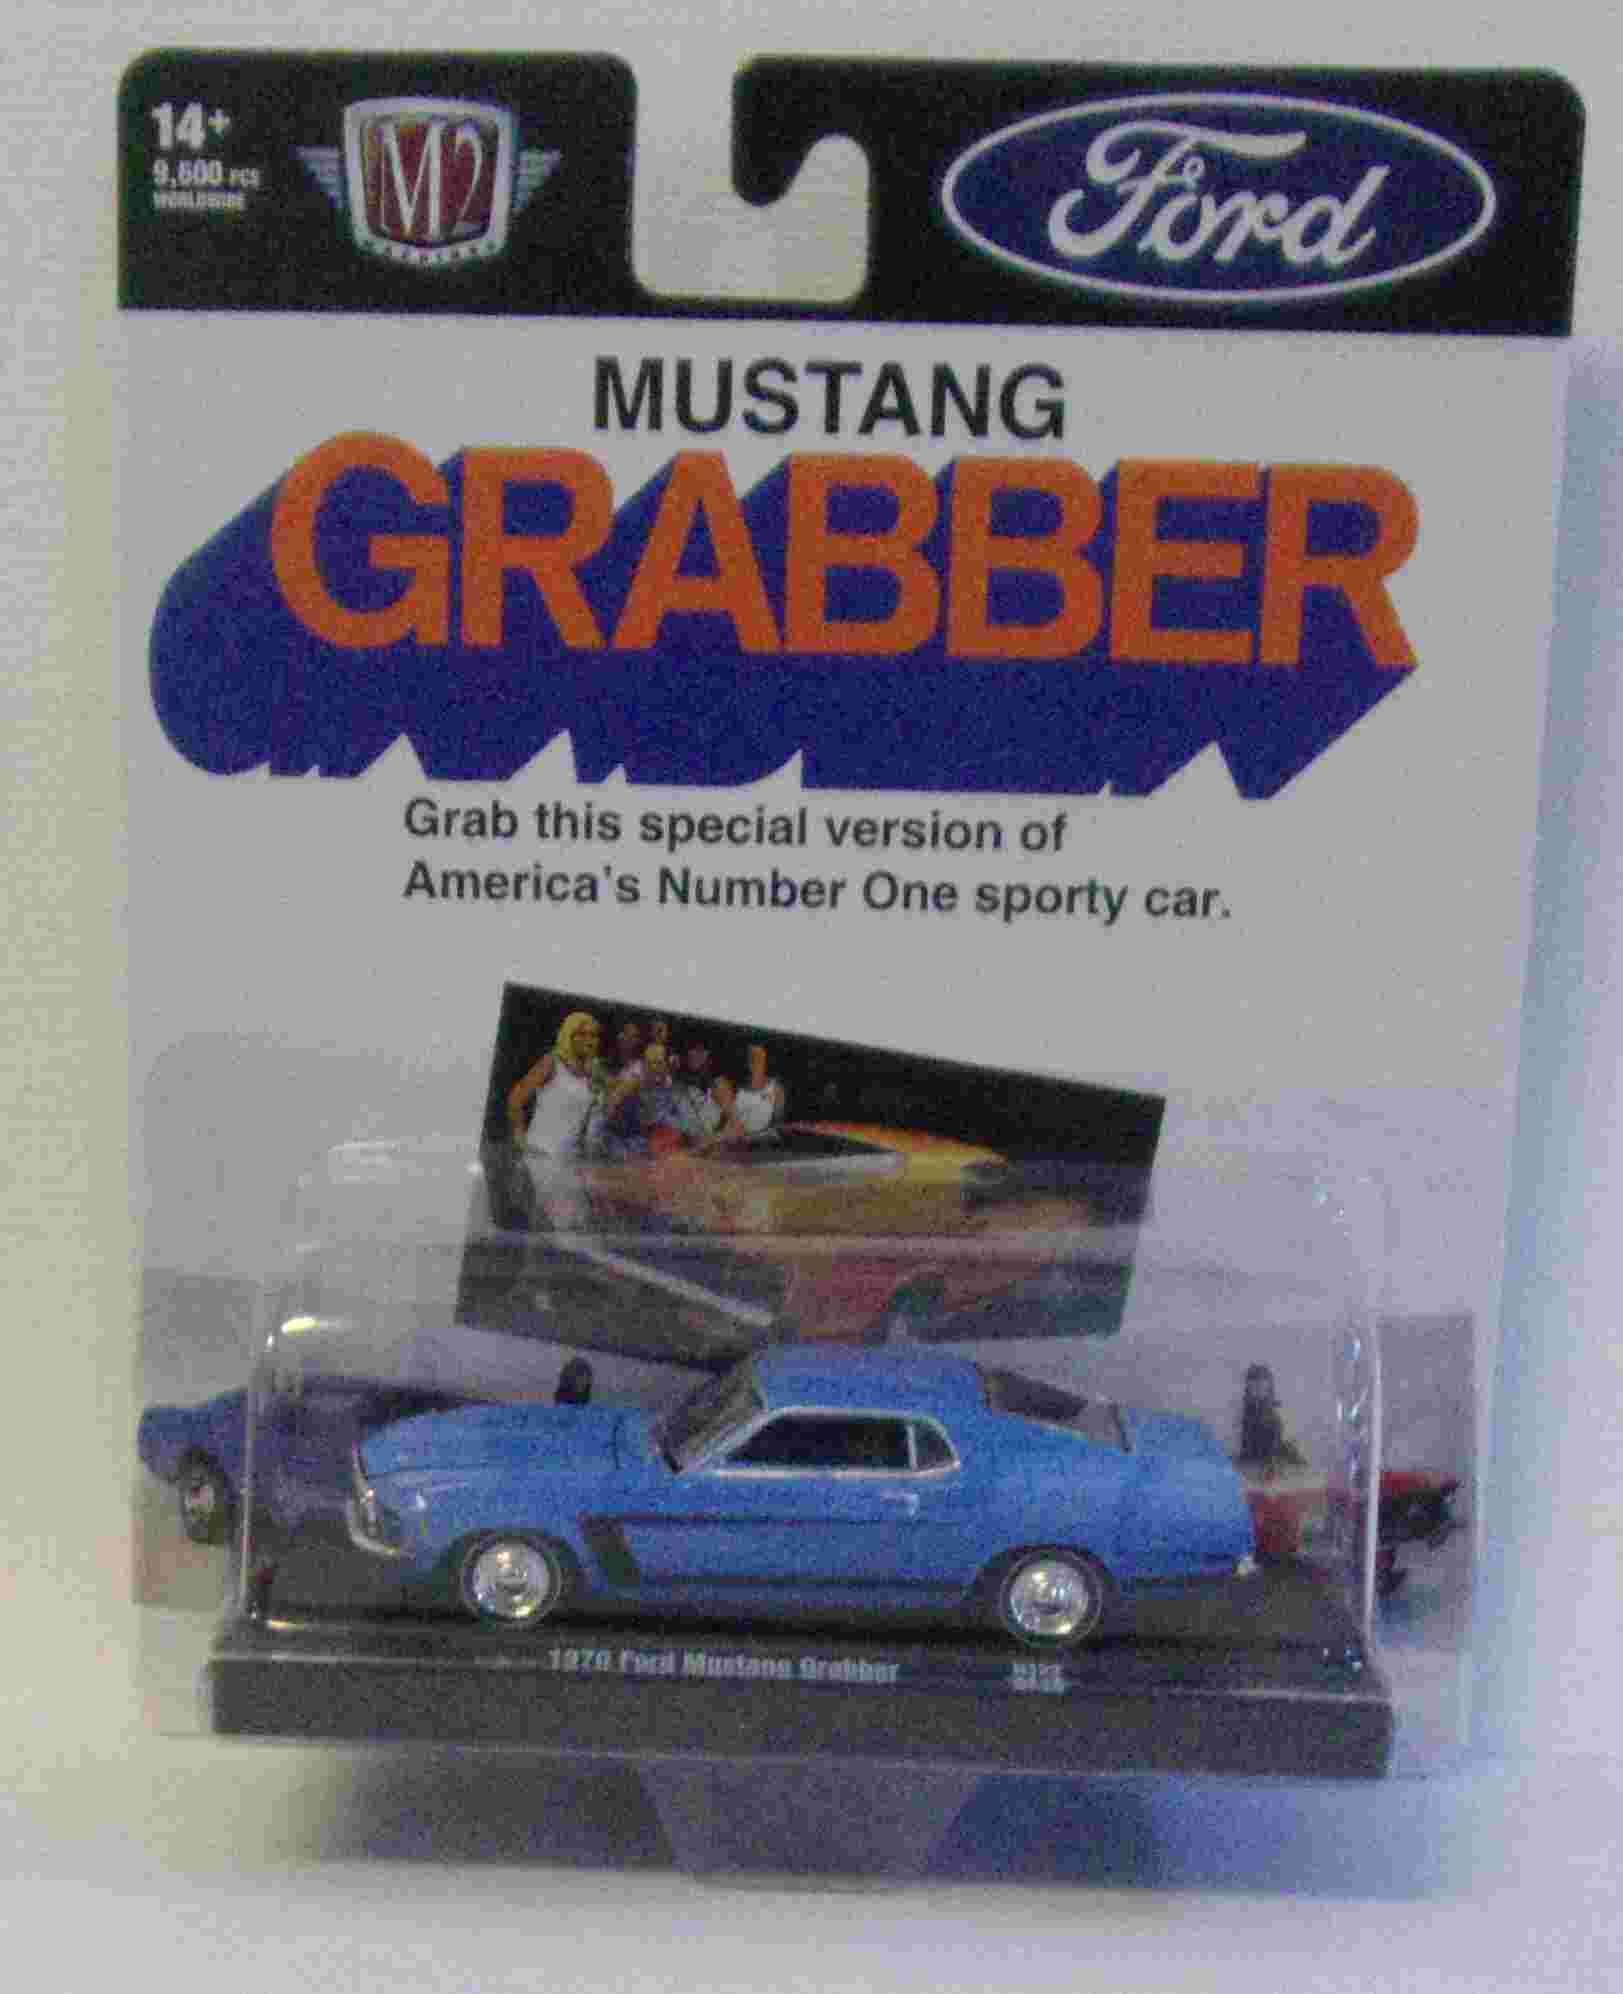 14+
9,600 PCS
WORLDWIDE
M2
Ford
MUSTANG
GRABBER
Grab this special version of
America's Number One sporty car.
1970 Ford Mustang Grabber